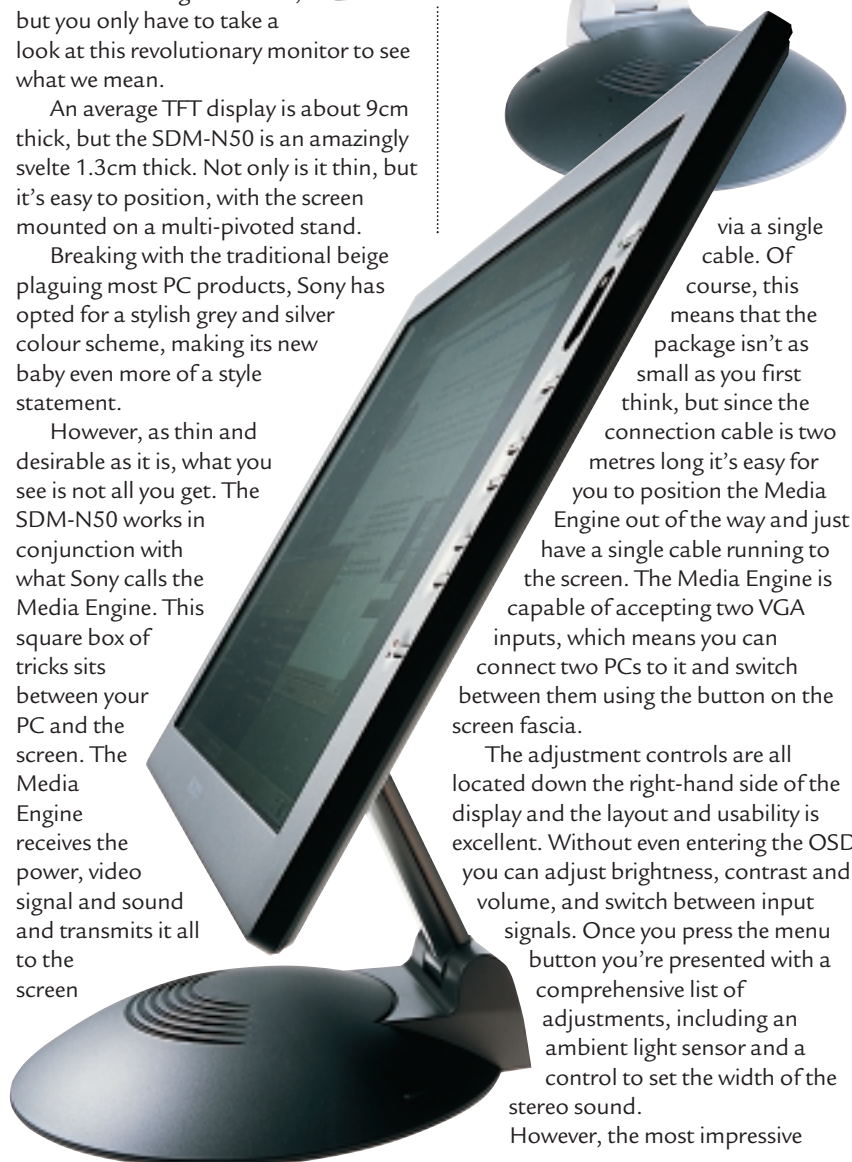 but you only have to take a
look at this revolutionary monitor to see
what we mean.
An average TFT display is about 9cm
thick, but the SDM-N50 is an amazingly
svelte 1.3cm thick. Not only is it thin, but
it's easy to position, with the screen
mounted on a multi-pivoted stand.
Breaking with the traditional beige
plaguing most PC products, Sony has
opted for a stylish grey and silver
colour scheme, making its new
baby even more of a style
statement.
However, as thin and
desirable as it is, what you
see is not all you get. The
SDM-N50 works in
conjunction with
what Sony calls the
Media Engine. This
square box of
tricks sits
between your
PC and the
screen. The
Media
Engine
receives the
power, video
signal and sound
and transmits it all
to the
screen
via a single
cable. Of
course, this
means that the
package isn't as
small as you first
think, but since the
connection cable is two
metres long it's easy for
you to position the Media
Engine out of the way and just
have a single cable running to
the screen. The Media Engine is
capable of accepting two VGA
inputs, which means you can
connect two PCs to it and switch
between them using the button on the
screen fascia.
The adjustment controls are all
located down the right-hand side of the
display and the layout and usability is
excellent. Without even entering the OSD
you can adjust brightness, contrast and
volume, and switch between input
signals. Once you press the menu
button you're presented with a
comprehensive list of
adjustments, including an
ambient light sensor and a
control to set the width of the
stereo sound.
However, the most impressive